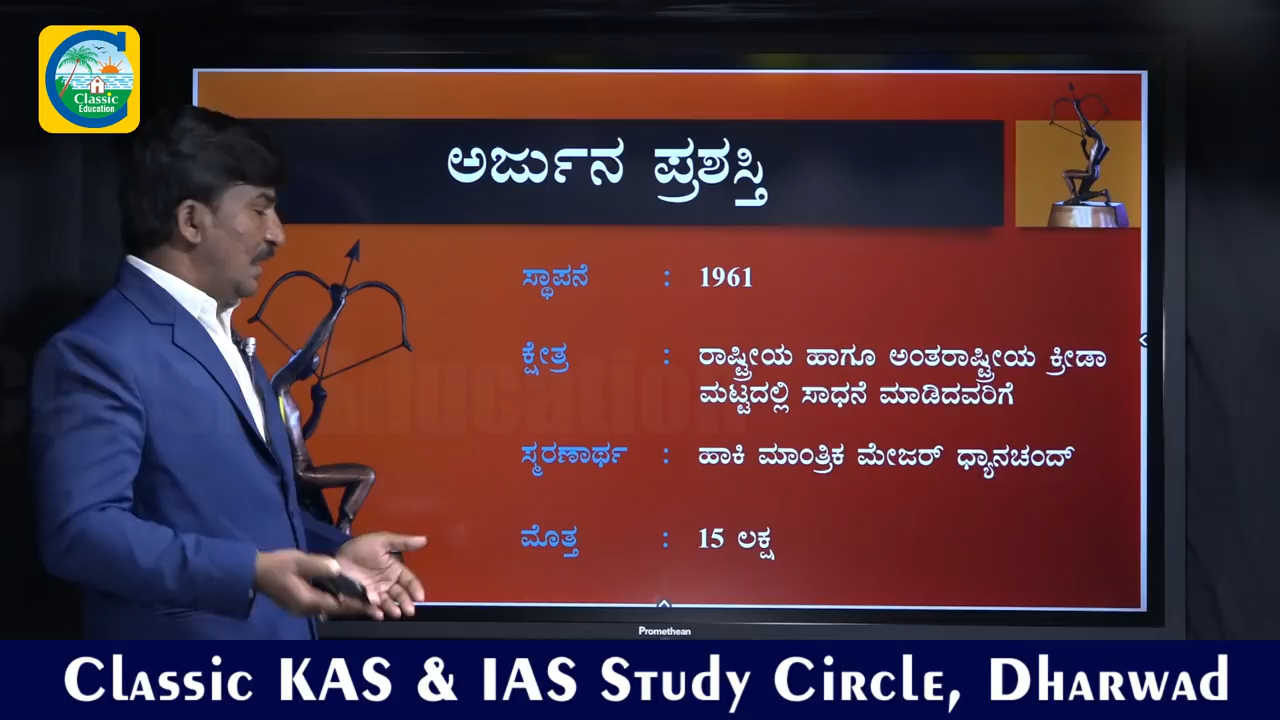 Classic
Education
ಅರ್ಜುನ ಪ್ರಶಸ್ತಿ
ಸ್ಥಾಪನೆ : 1961
ಕ್ಷೇತ್ರ : ರಾಷ್ಟ್ರೀಯ ಹಾಗೂ ಅಂತರಾಷ್ಟ್ರೀಯ ಕ್ರೀಡಾ
ಮಟ್ಟದಲ್ಲಿ ಸಾಧನೆ ಮಾಡಿದವರಿಗೆ
ಸ್ಮರಣಾರ್ಥ : ಹಾಕಿ ಮಾಂತ್ರಿಕ ಮೇಜರ್ ಧ್ಯಾನಚಂದ್
ಮೊತ್ತ : 15 ಲಕ್ಷ
Promethean
Classic KAS & IAS Study Circle, Dharwad